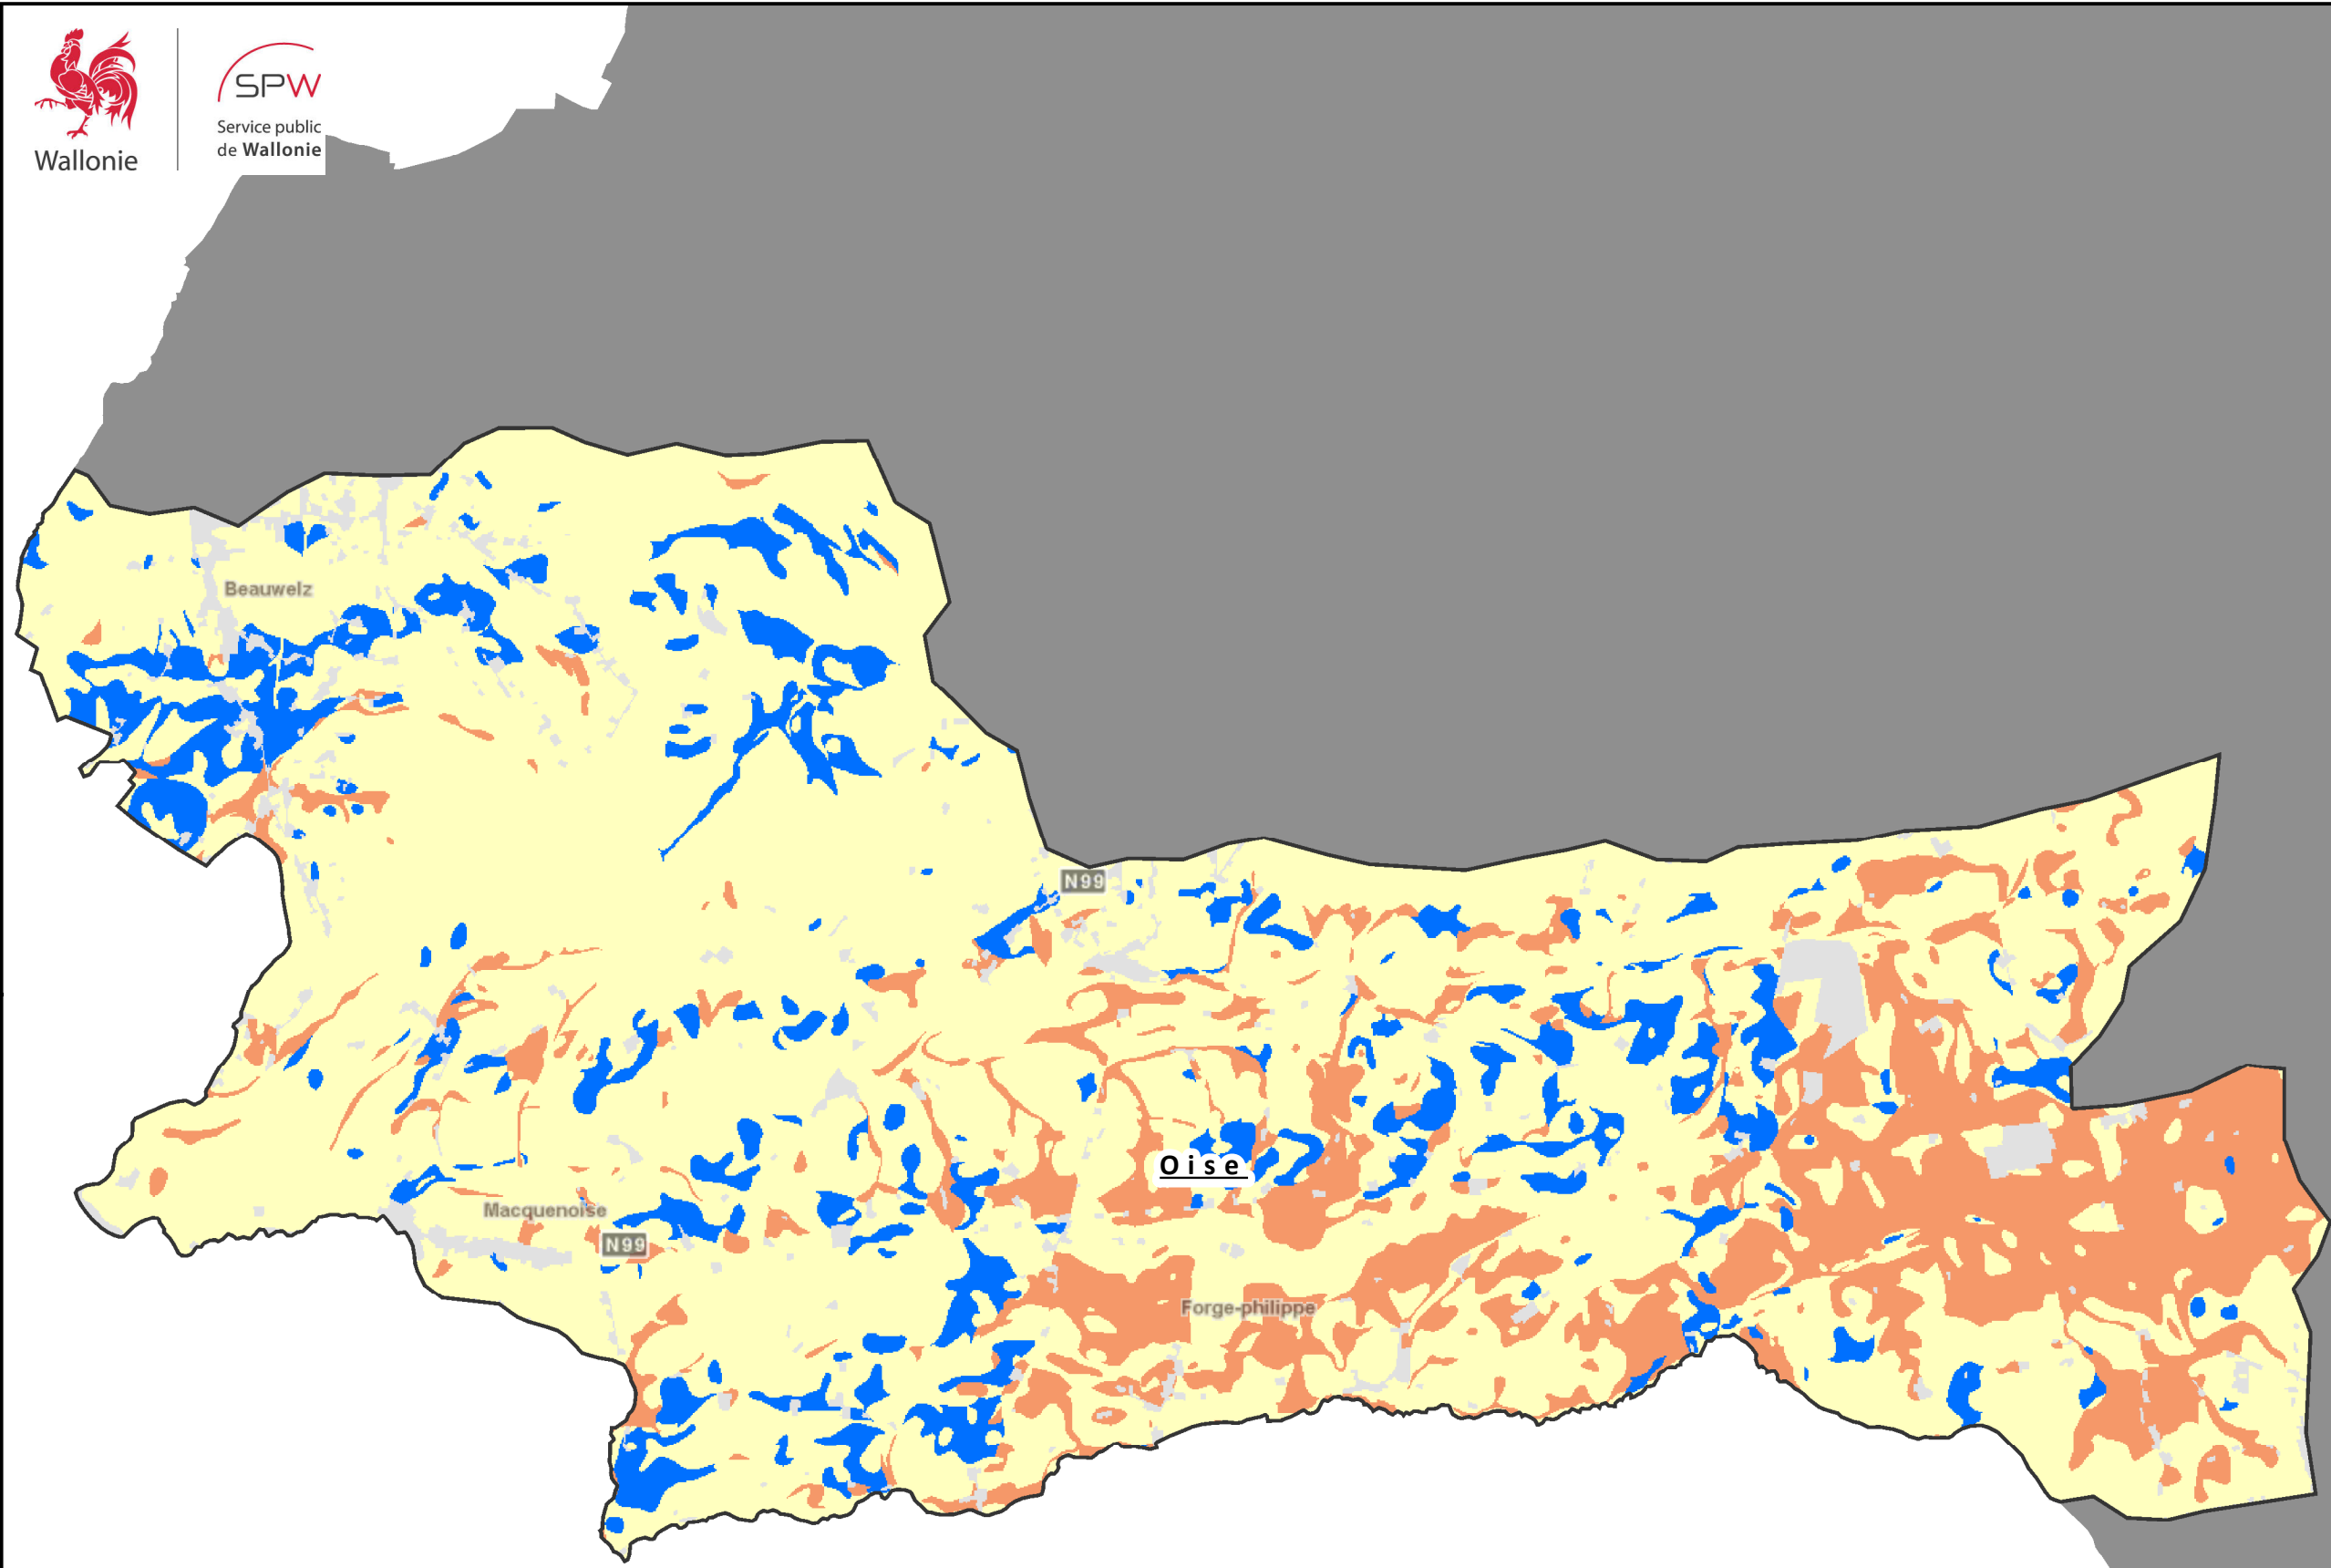 Wallonie
SPW
Service public
de Wallonie
Beauwelz
N99
Oise
Macquenoise
N99
Forge-philippe